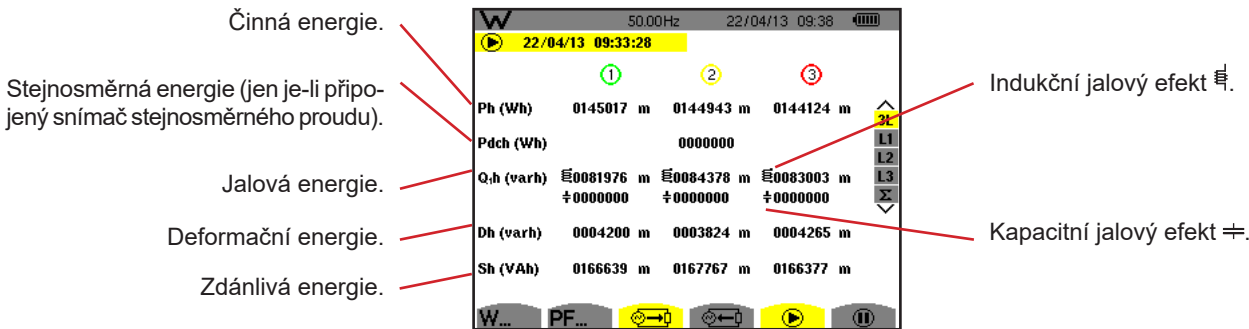 Činná energie.
Stejnosměrná energie (jen je-li připo-
jený snímač stejnosměrného proudu).
Jalová energie.
Deformační energie.
Zdánlivá energie.
W 50.00Hz 22/04/13 09:38
22/04/13 09:33:28
1 2 3
Ph (Wh) 0145017 m 0144943 m 0144124 m
Pdch (Wh) 0000000
Q₁h (varh) 0081976 m 0084378 m 0083003 m
0000000 0000000 0000000
Dh (varh) 0004200 m 0003824 m 0004265 m
Sh (VAh) 0166639 m 0167767 m 0166377 m
3L
L1
L2
L3
Σ
W... PF...
Indukční jalový efekt
Kapacitní jalový efekt